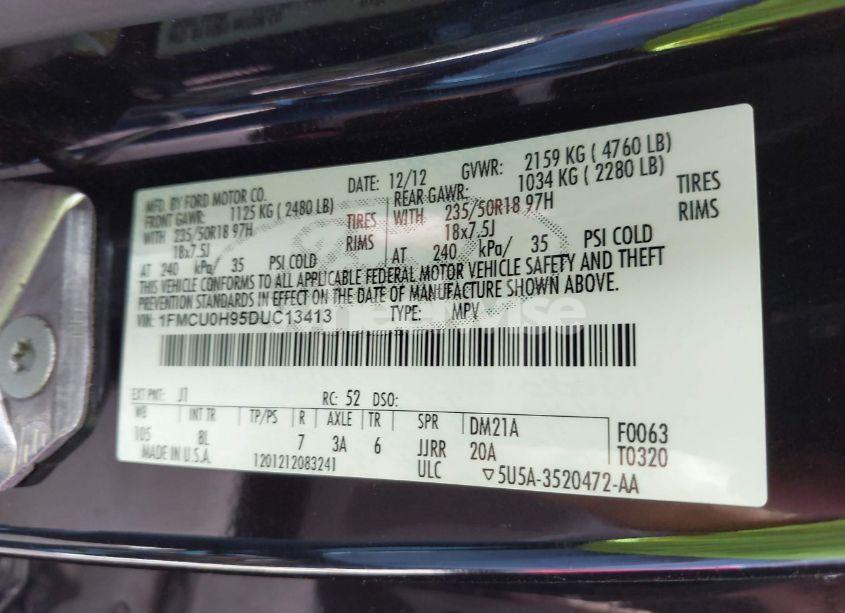 MFD. BY FORD MOTOR CO. DATE: 12/12 GVWR: 2159 KG ( 4760 LB)
FRONT GAWR: 1125 KG ( 2480 LB) REAR GAWR: 1034 KG ( 2280 LB)
WITH 235/50R18 97H TIRES WITH 235/50R18 97H TIRES
18x7.5J RIMS 18x7.5J RIMS
AT 240 kPa/ 35 PSI COLD AT 240 kPa/ 35 PSI COLD
THIS VEHICLE CONFORMS TO ALL APPLICABLE FEDERAL MOTOR VEHICLE SAFETY AND THEFT
PREVENTION STANDARDS IN EFFECT ON THE DATE OF MANUFACTURE SHOWN ABOVE.
VIN: 1FMCU0H95DUC13413 TYPE: MPV
EXT PNT: J1 RC: 52 DSO:
WB INT TR TP/PS R AXLE TR SPR DM21A F0063
105 8L 7 3A 6 JJRR 20A T0320
MADE IN U.S.A. 1201212083241 ULC ▽5U5A-3520472-AA